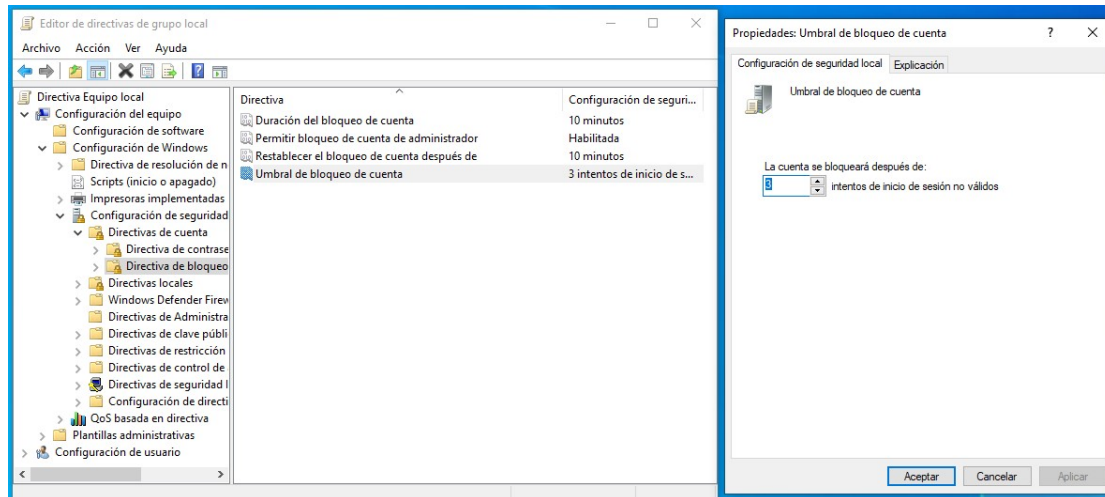 Editor de directivas de grupo local
Archivo Acción Ver Ayuda
Directiva Equipo local
Configuración del equipo
Configuración de software
Configuración de Windows
Directiva de resolución de n
Scripts (inicio o apagado)
Impresoras implementadas
Configuración de seguridad
Directivas de cuenta
Directiva de contrase
Directiva de bloqueo
Directivas locales
Windows Defender Firew
Directivas de Administra
Directivas de clave públi
Directivas de restricción
Directivas de control de
Directivas de seguridad I
Configuración de directi
QoS basada en directiva
Plantillas administrativas
Configuración de usuario
Directiva Configuración de seguri...
Duración del bloqueo de cuenta 10 minutos
Permitir bloqueo de cuenta de administrador Habilitada
Restablecer el bloqueo de cuenta después de 10 minutos
Umbral de bloqueo de cuenta 3 intentos de inicio de s...
Propiedades: Umbral de bloqueo de cuenta ?
Configuración de seguridad local Explicación
Umbral de bloqueo de cuenta
La cuenta se bloqueará después de:
3 intentos de inicio de sesión no válidos
Aceptar Cancelar Aplicar